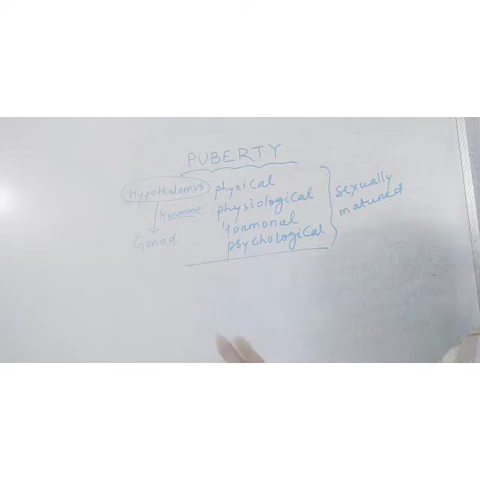 PUBERTY
Hypothalamus
Hormone
Gonad
physical
physiological
Hormonal
psychological
sexually
matured